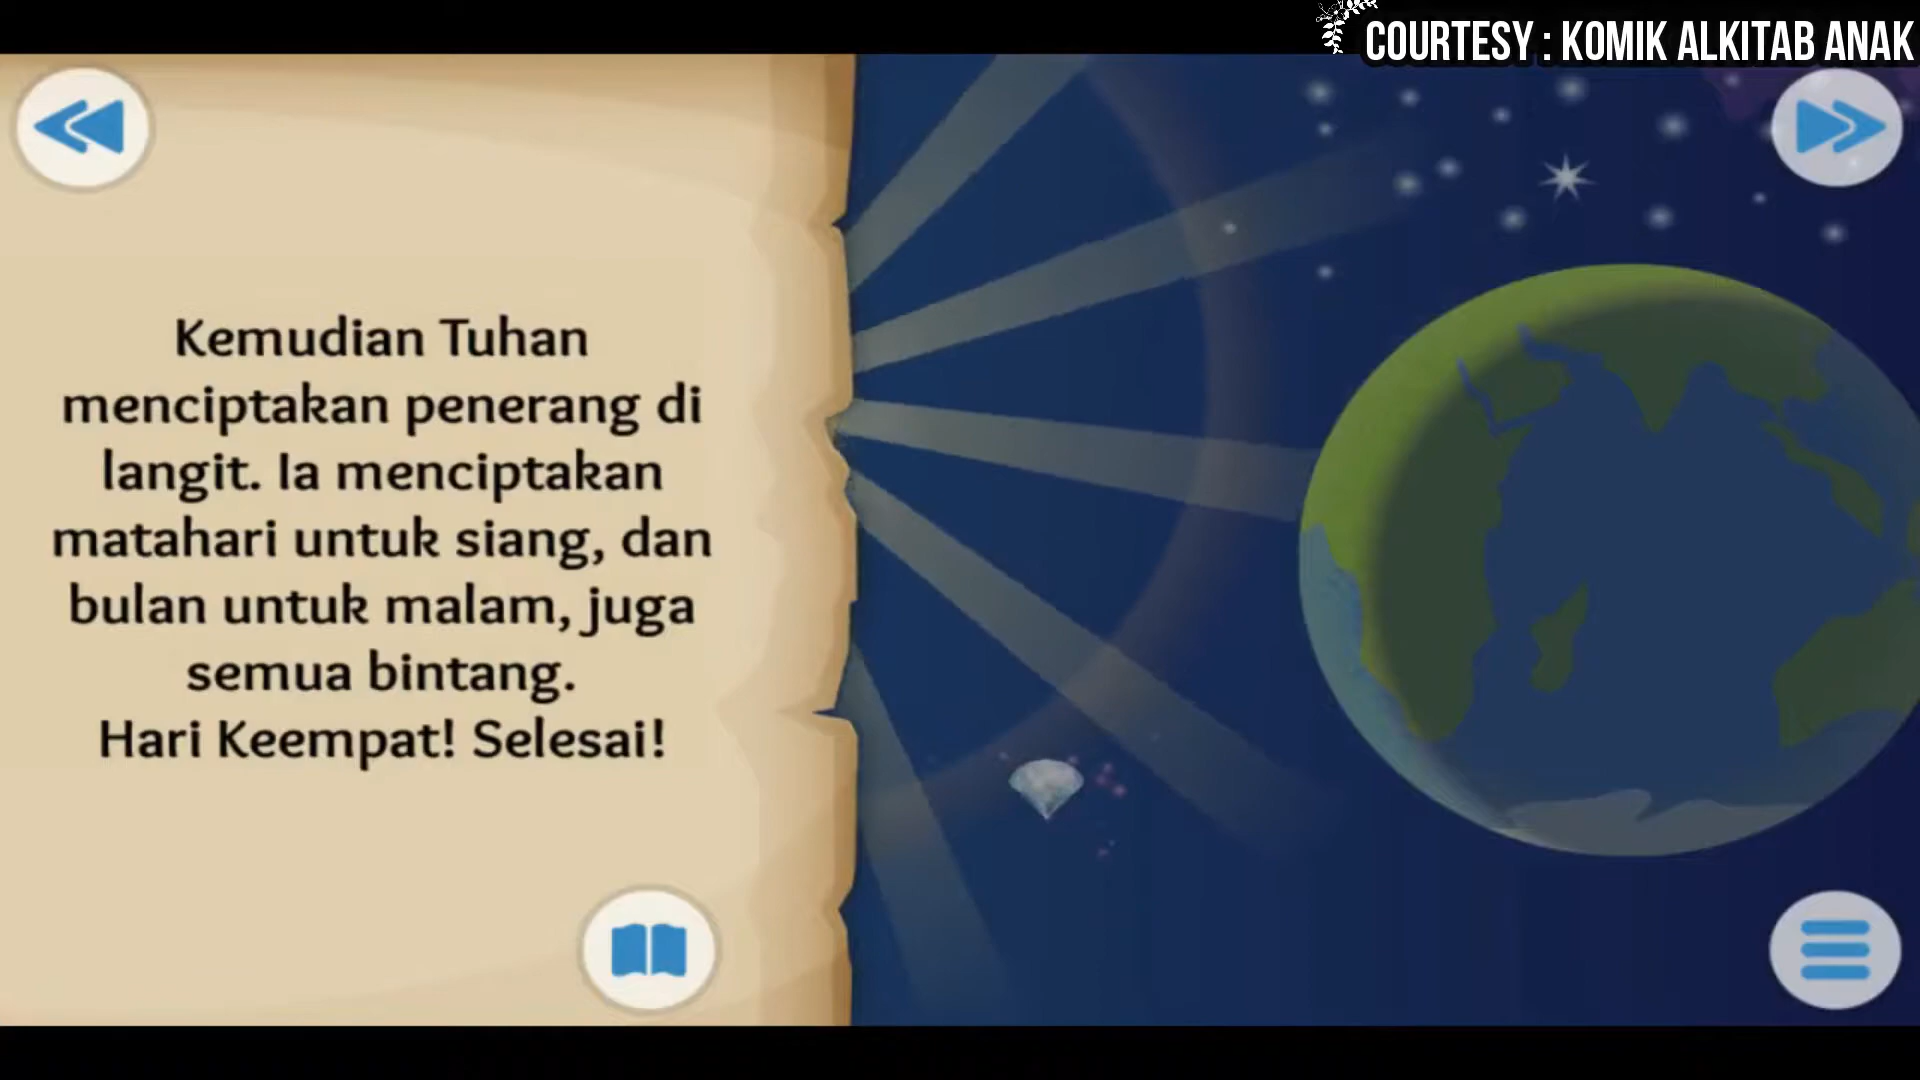 COURTESY : KOMIK ALKITAB ANAK
Kemudian Tuhan
menciptakan penerang di
langit. Ia menciptakan
matahari untuk siang, dan
bulan untuk malam, juga
semua bintang.
Hari Keempat! Selesai!